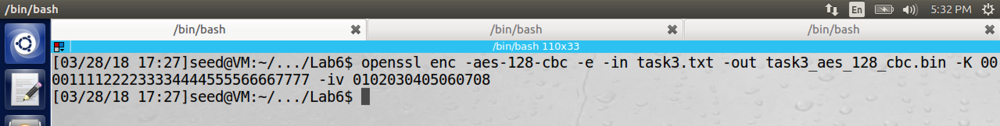 /bin/bash En 5:32 PM
/bin/bash /bin/bash /bin/bash
/bin/bash 110x33
[03/28/18 17:27]seed@VM:~/.../Lab6$ openssl enc -aes-128-cbc -e -in task3.txt -out task3_aes_128_cbc.bin -K 00
001111222233334444555566667777 -iv 0102030405060708
[03/28/18 17:27]seed@VM:~/.../Lab6$